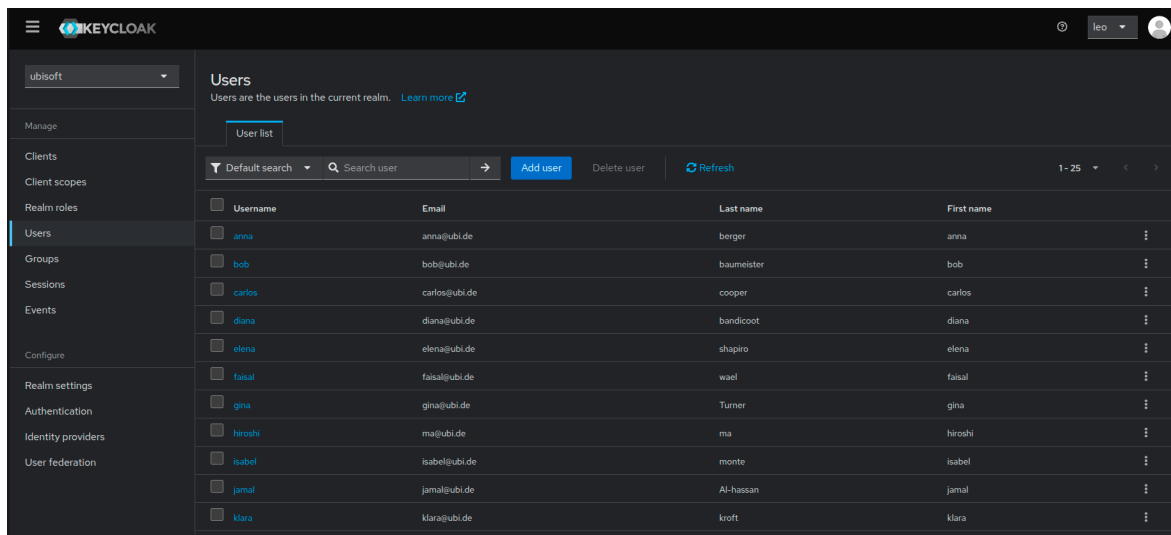 KEYCLOAK
leo
ubisoft
Manage
Clients
Client scopes
Realm roles
Users
Groups
Sessions
Events
Configure
Realm settings
Authentication
Identity providers
User federation
Users
Users are the users in the current realm. Learn more
User list
Default search Search user Add user Delete user Refresh 1 - 25
Username Email Last name First name
anna anna@ubi.de berger anna
bob bob@ubi.de baumeister bob
carlos carlos@ubi.de cooper carlos
diana diana@ubi.de bandicoot diana
elena elena@ubi.de shapiro elena
faisal faisal@ubi.de wael faisal
gina gina@ubi.de Turner gina
hiroshi ma@ubi.de ma hiroshi
isabel isabel@ubi.de monte isabel
jamal jamal@ubi.de Al-hassan jamal
klara klara@ubi.de kroft klara